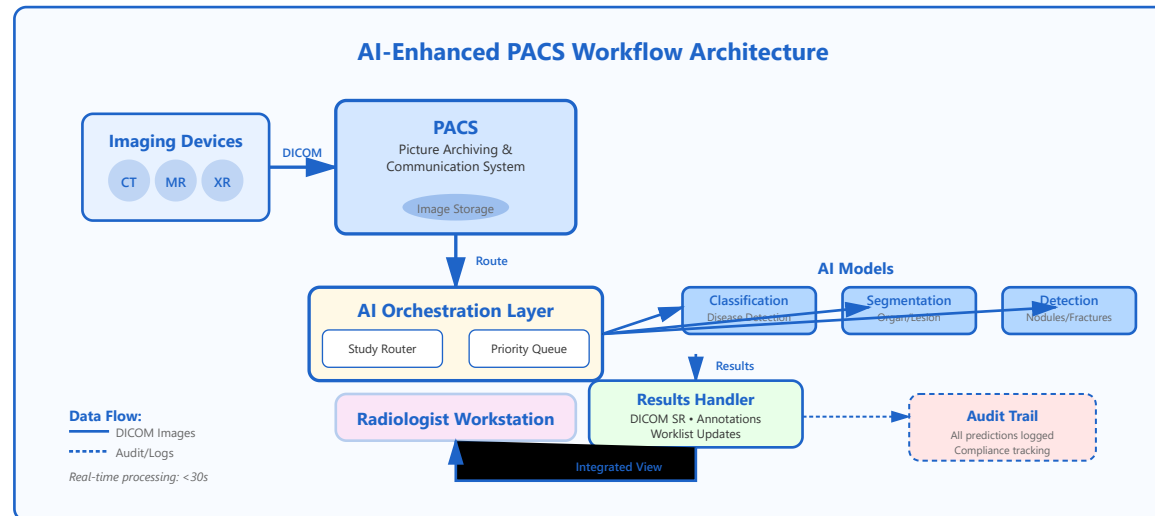 AI-Enhanced PACS Workflow Architecture
Imaging Devices
CT
MR
XR
DICOM
PACS
Picture Archiving &
Communication System
Image Storage
Route
AI Orchestration Layer
Study Router
Priority Queue
AI Models
Classification
Disease Detection
Segmentation
Organ/Lesion
Detection
Nodules/Fractures
Results
Results Handler
DICOM SR • Annotations
Worklist Updates
Radiologist Workstation
Integrated View
Audit Trail
All predictions logged
Compliance tracking
Data Flow:
DICOM Images
Audit/Logs
Real-time processing: <30s